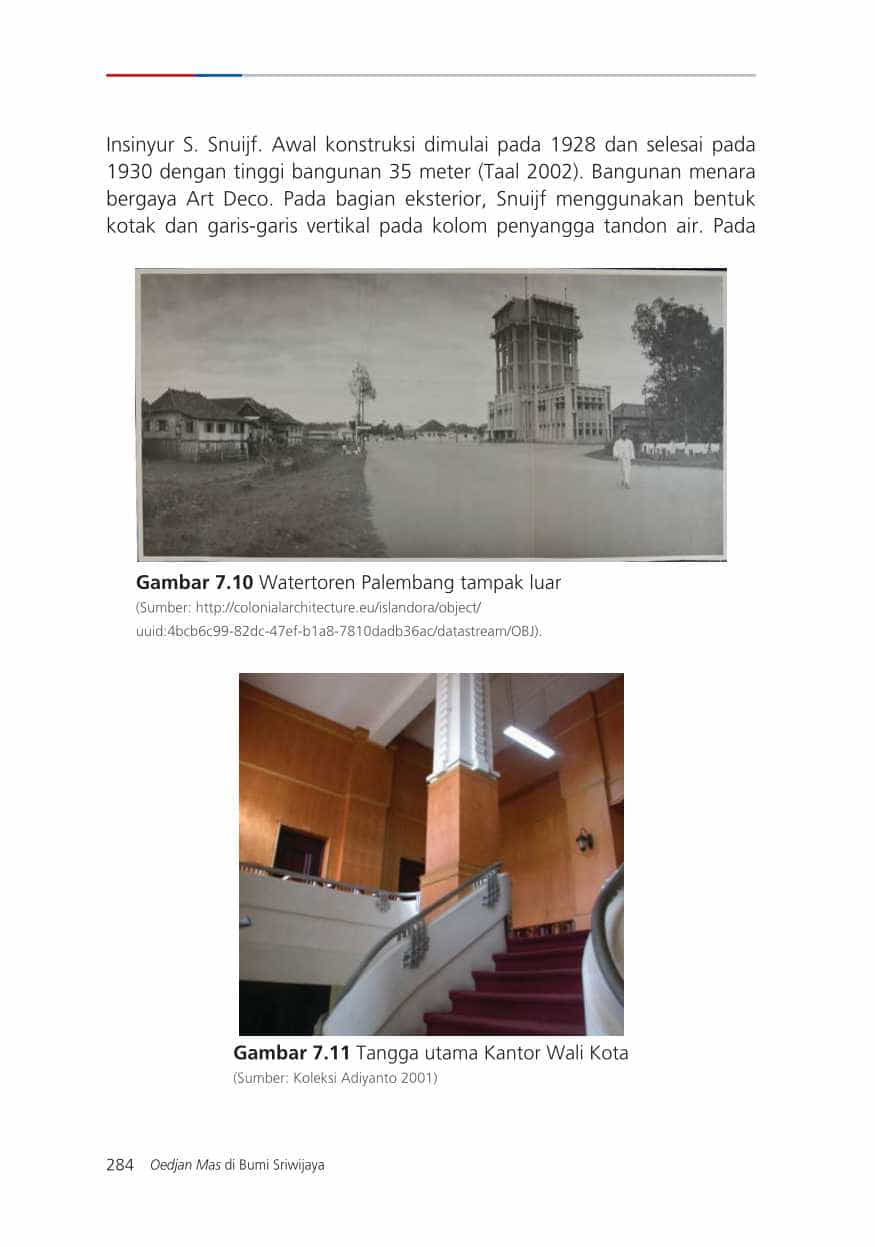 Insinyur S. Snuijf. Awal konstruksi dimulai pada 1928 dan selesai pada
1930 dengan tinggi bangunan 35 meter (Taal 2002). Bangunan menara
bergaya Art Deco. Pada bagian eksterior, Snuijf menggunakan bentuk
kotak dan garis-garis vertikal pada kolom penyangga tandon air. Pada
Gambar 7.10 Watertoren Palembang tampak luar
(Sumber: http://colonialarchitecture.eu/islandora/object/
uuid:4bcb6c99-82dc-47ef-b1a8-7810dadb36ac/datastream/OBJ).
Gambar 7.11 Tangga utama Kantor Wali Kota
(Sumber: Koleksi Adiyanto 2001)
284 Oedjan Mas di Bumi Sriwijaya